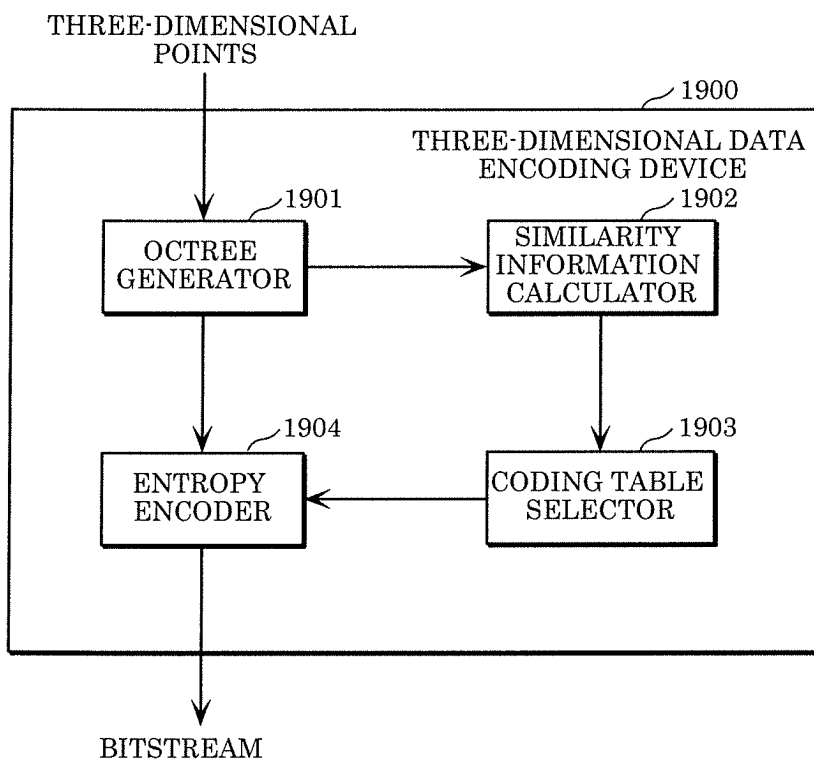 THREE-DIMENSIONAL
POINTS
1900
THREE-DIMENSIONAL DATA
ENCODING DEVICE
1901
OCTREE
GENERATOR
1902
SIMILARITY
INFORMATION
CALCULATOR
1904
ENTROPY
ENCODER
1903
CODING TABLE
SELECTOR
BITSTREAM